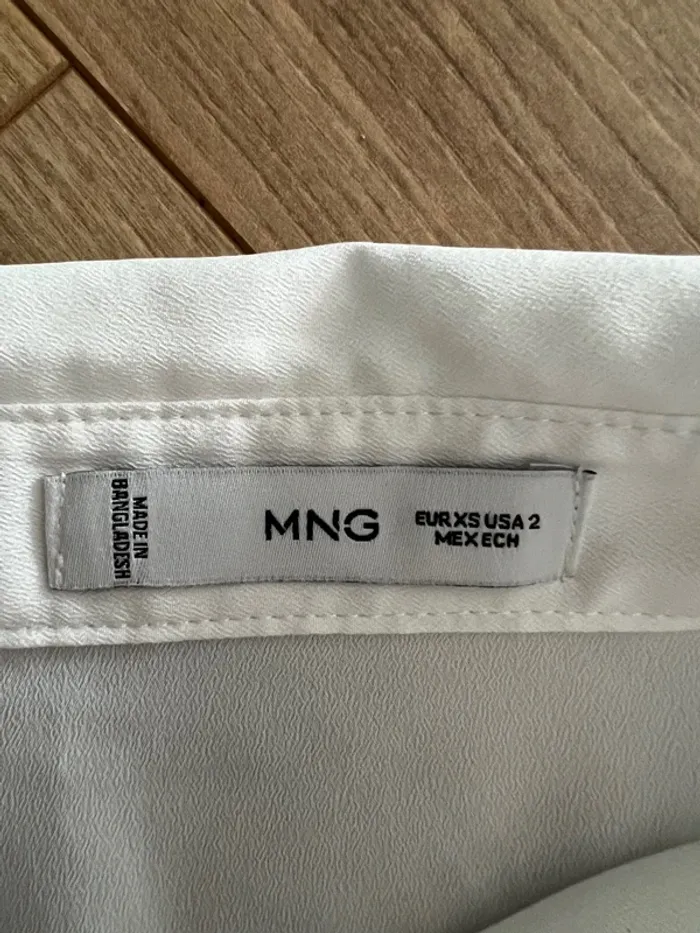 MADE IN
BANGLADESH
MNG
EUR XS USA 2
MEX ECH